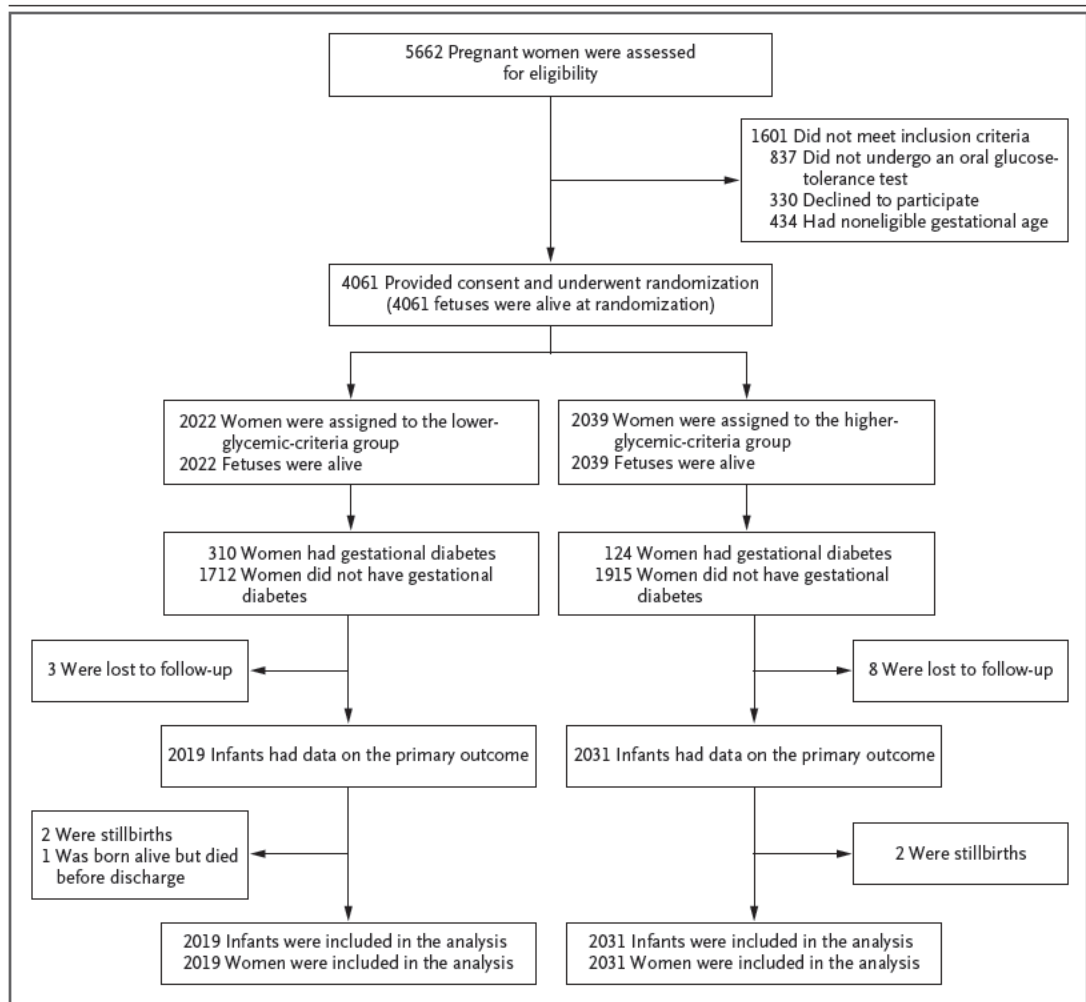 5662 Pregnant women were assessed
for eligibility
1601 Did not meet inclusion criteria
837 Did not undergo an oral glucose-
tolerance test
330 Declined to participate
434 Had noneligible gestational age
4061 Provided consent and underwent randomization
(4061 fetuses were alive at randomization)
2022 Women were assigned to the lower-
glycemic-criteria group
2022 Fetuses were alive
2039 Women were assigned to the higher-
glycemic-criteria group
2039 Fetuses were alive
310 Women had gestational diabetes
1712 Women did not have gestational
diabetes
124 Women had gestational diabetes
1915 Women did not have gestational
diabetes
3 Were lost to follow-up
8 Were lost to follow-up
2019 Infants had data on the primary outcome
2031 Infants had data on the primary outcome
2 Were stillbirths
1 Was born alive but died
before discharge
2 Were stillbirths
2019 Infants were included in the analysis
2019 Women were included in the analysis
2031 Infants were included in the analysis
2031 Women were included in the analysis